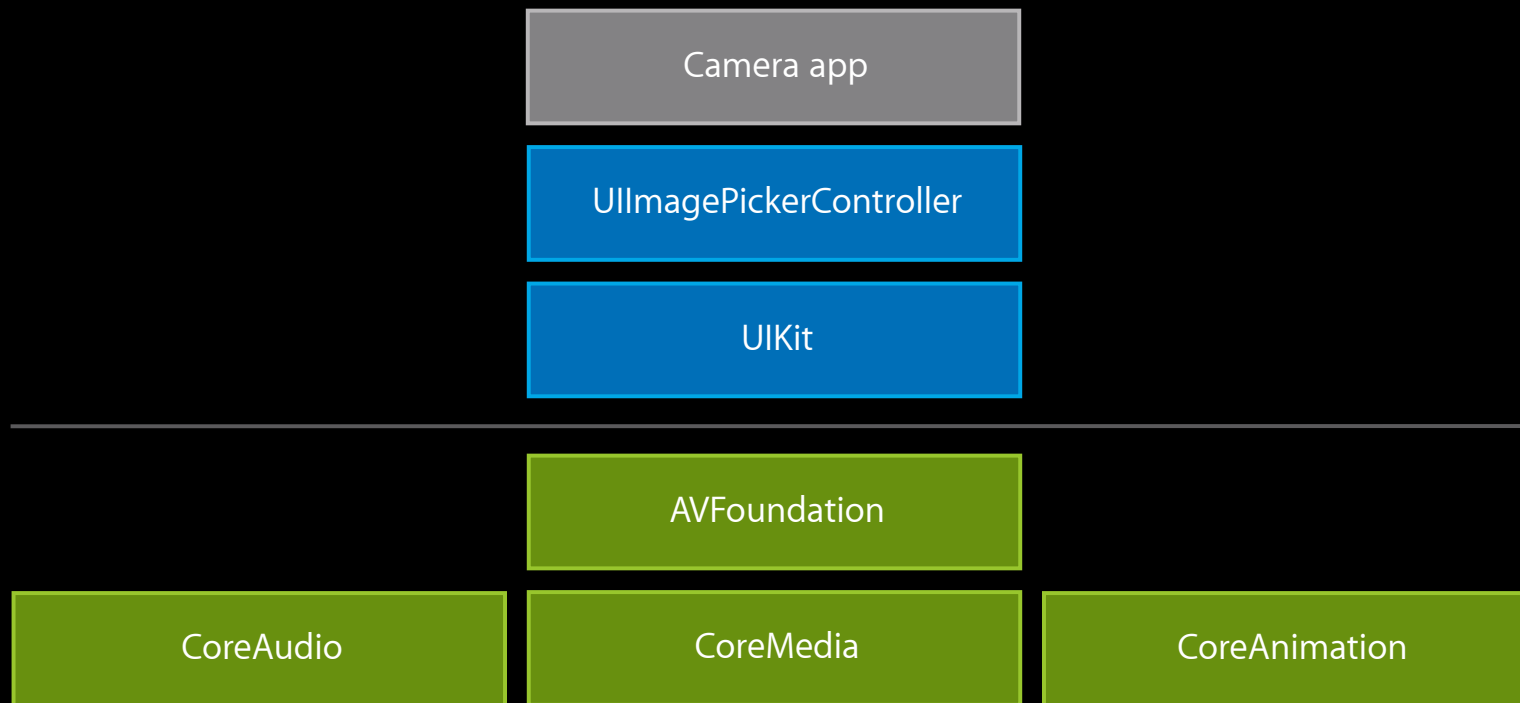 Camera app
UIImagePickerController
UIKit
AVFoundation
CoreAudio
CoreMedia
CoreAnimation